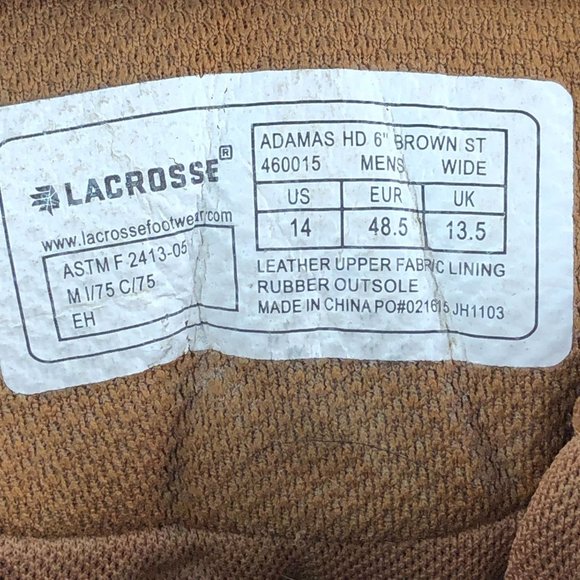 LACROSSE®
www.lacrossefootwear.com
ASTM F 2413-05
M I/75 C/75
EH
ADAMAS HD 6" BROWN ST
460015 MENS WIDE
US EUR UK
14 48.5 13.5
LEATHER UPPER FABRIC LINING
RUBBER OUTSOLE
MADE IN CHINA PO#021615 JH1103